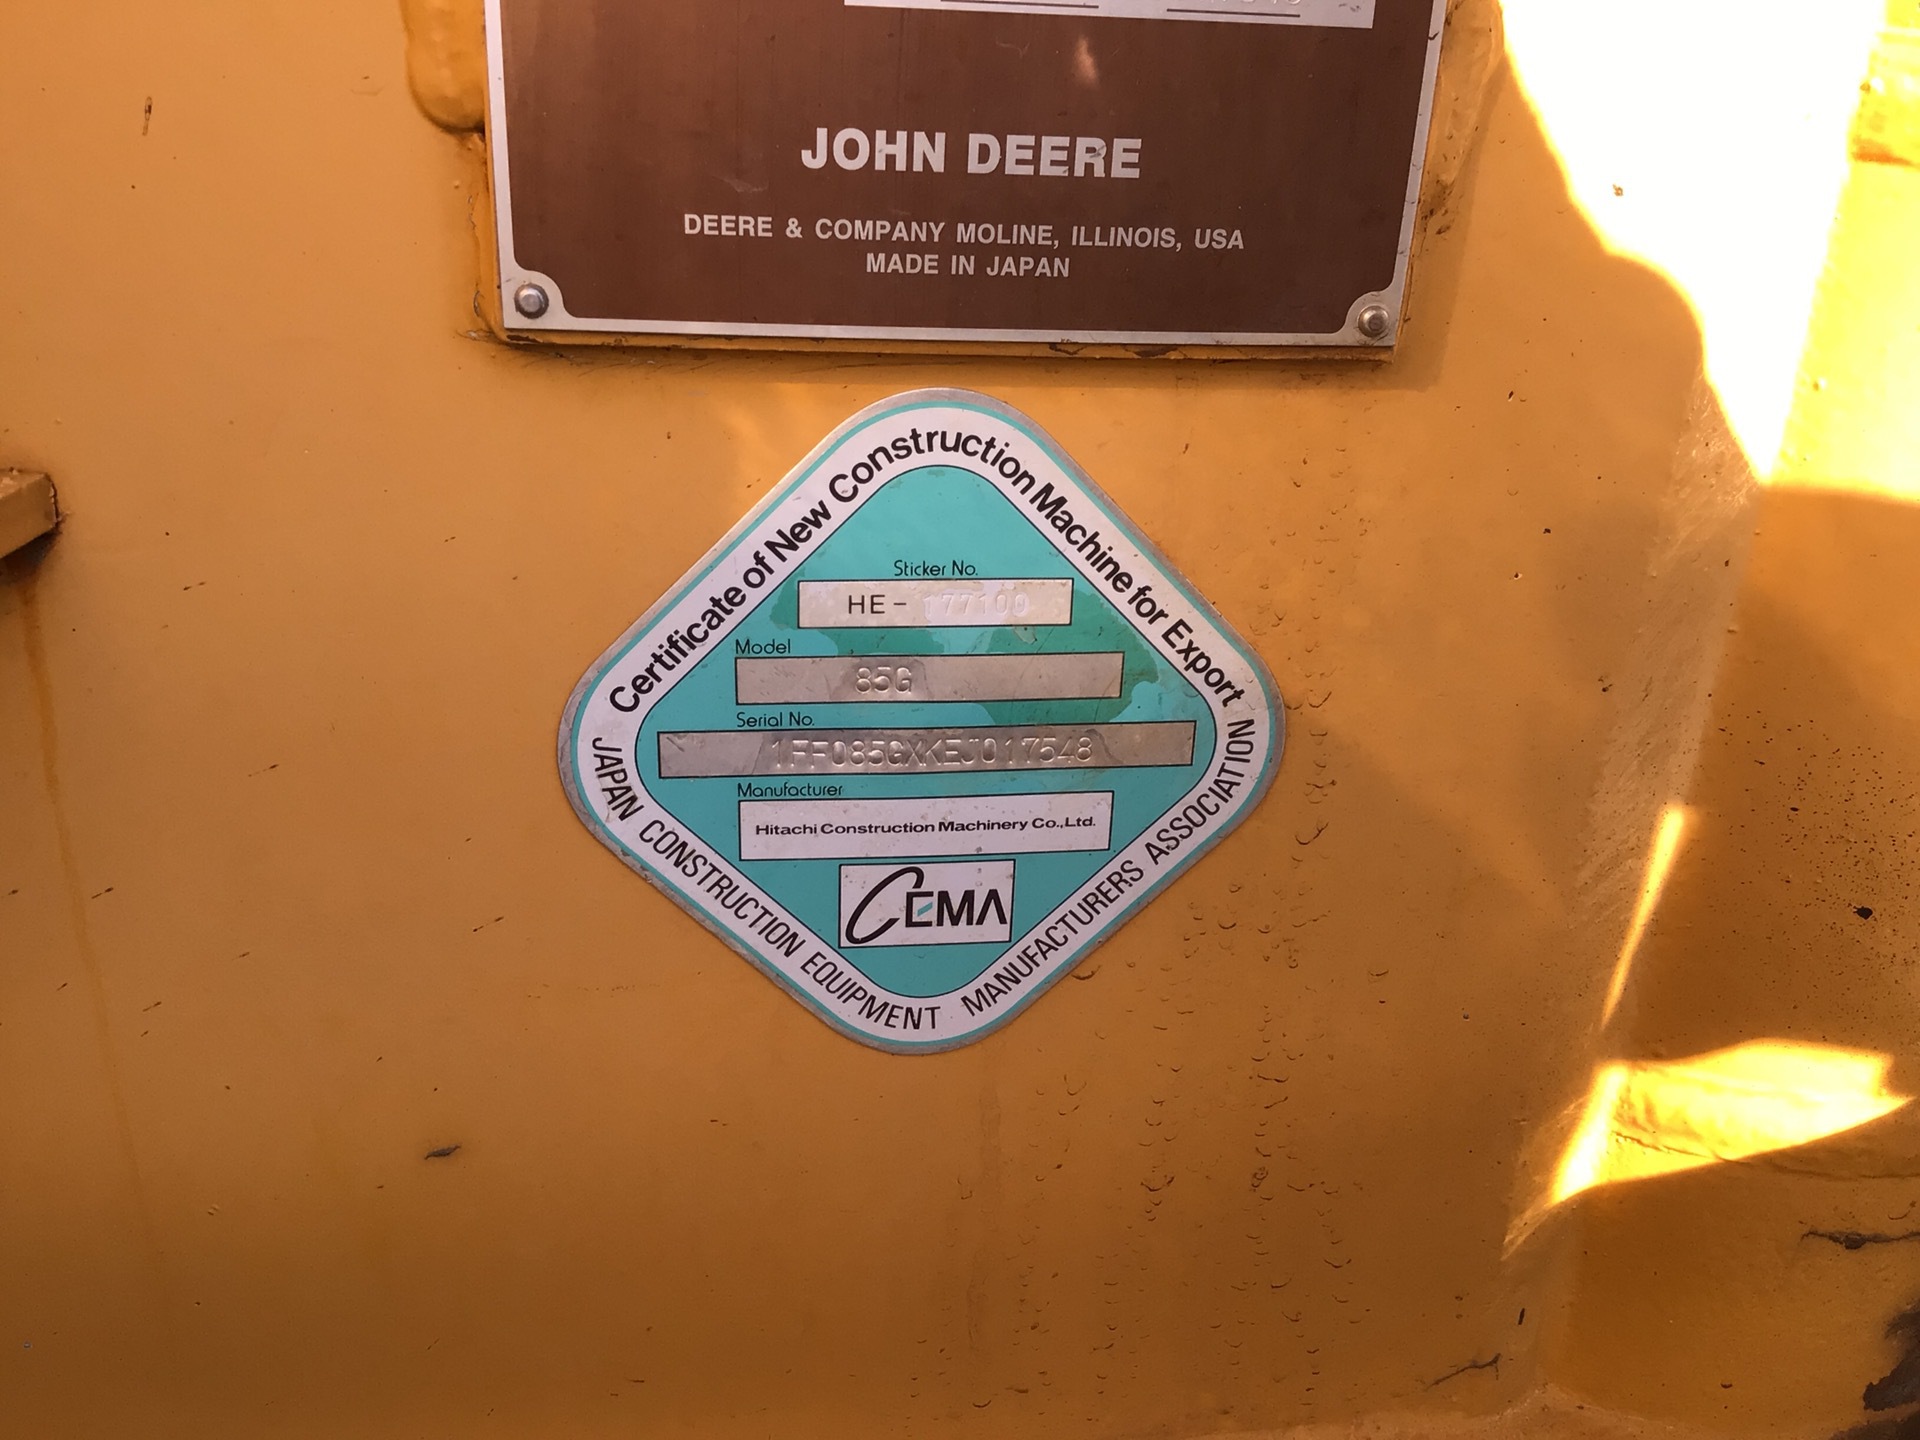 JOHN DEERE
DEERE & COMPANY MOLINE, ILLINOIS, USA
MADE IN JAPAN
Certificate of New Construction Machine for Export
Sticker No.
HE- 177100
Model
85G
Serial No.
1FF085GXKEJ017548
Manufacturer
Hitachi Construction Machinery Co.,Ltd.
CEMA
JAPAN CONSTRUCTION EQUIPMENT MANUFACTURERS ASSOCIATION